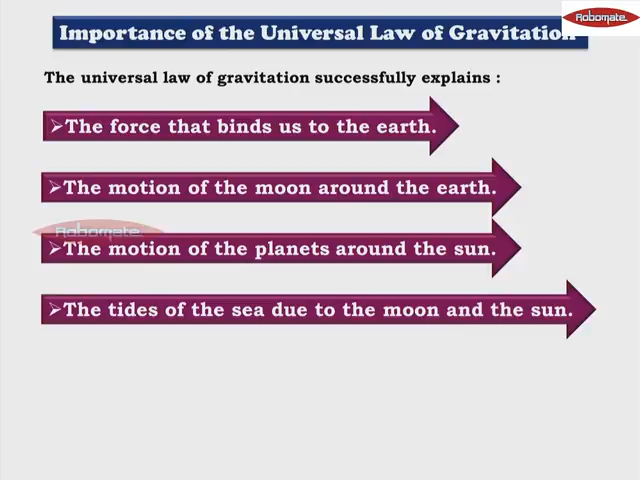 Robomate
Importance of the Universal Law of Gravitation
The universal law of gravitation successfully explains :
➢The force that binds us to the earth.
➢The motion of the moon around the earth.
Robomate
➢The motion of the planets around the sun.
➢The tides of the sea due to the moon and the sun.